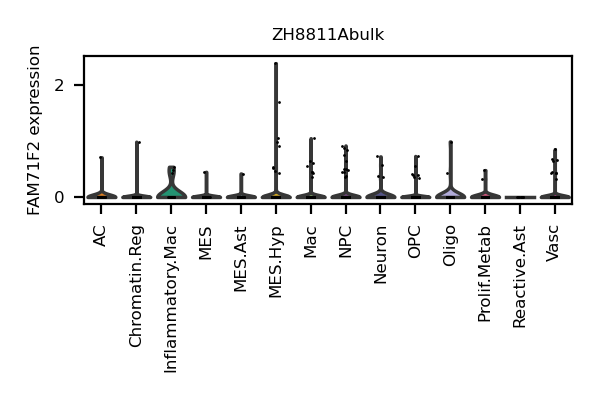 ZH8811Abulk
FAM71F2 expression
2
0
AC
Chromatin.Reg
Inflammatory.Mac
MES
MES.Ast
MES.Hyp
Mac
NPC
Neuron
OPC
Oligo
Prolif.Metab
Reactive.Ast
Vasc